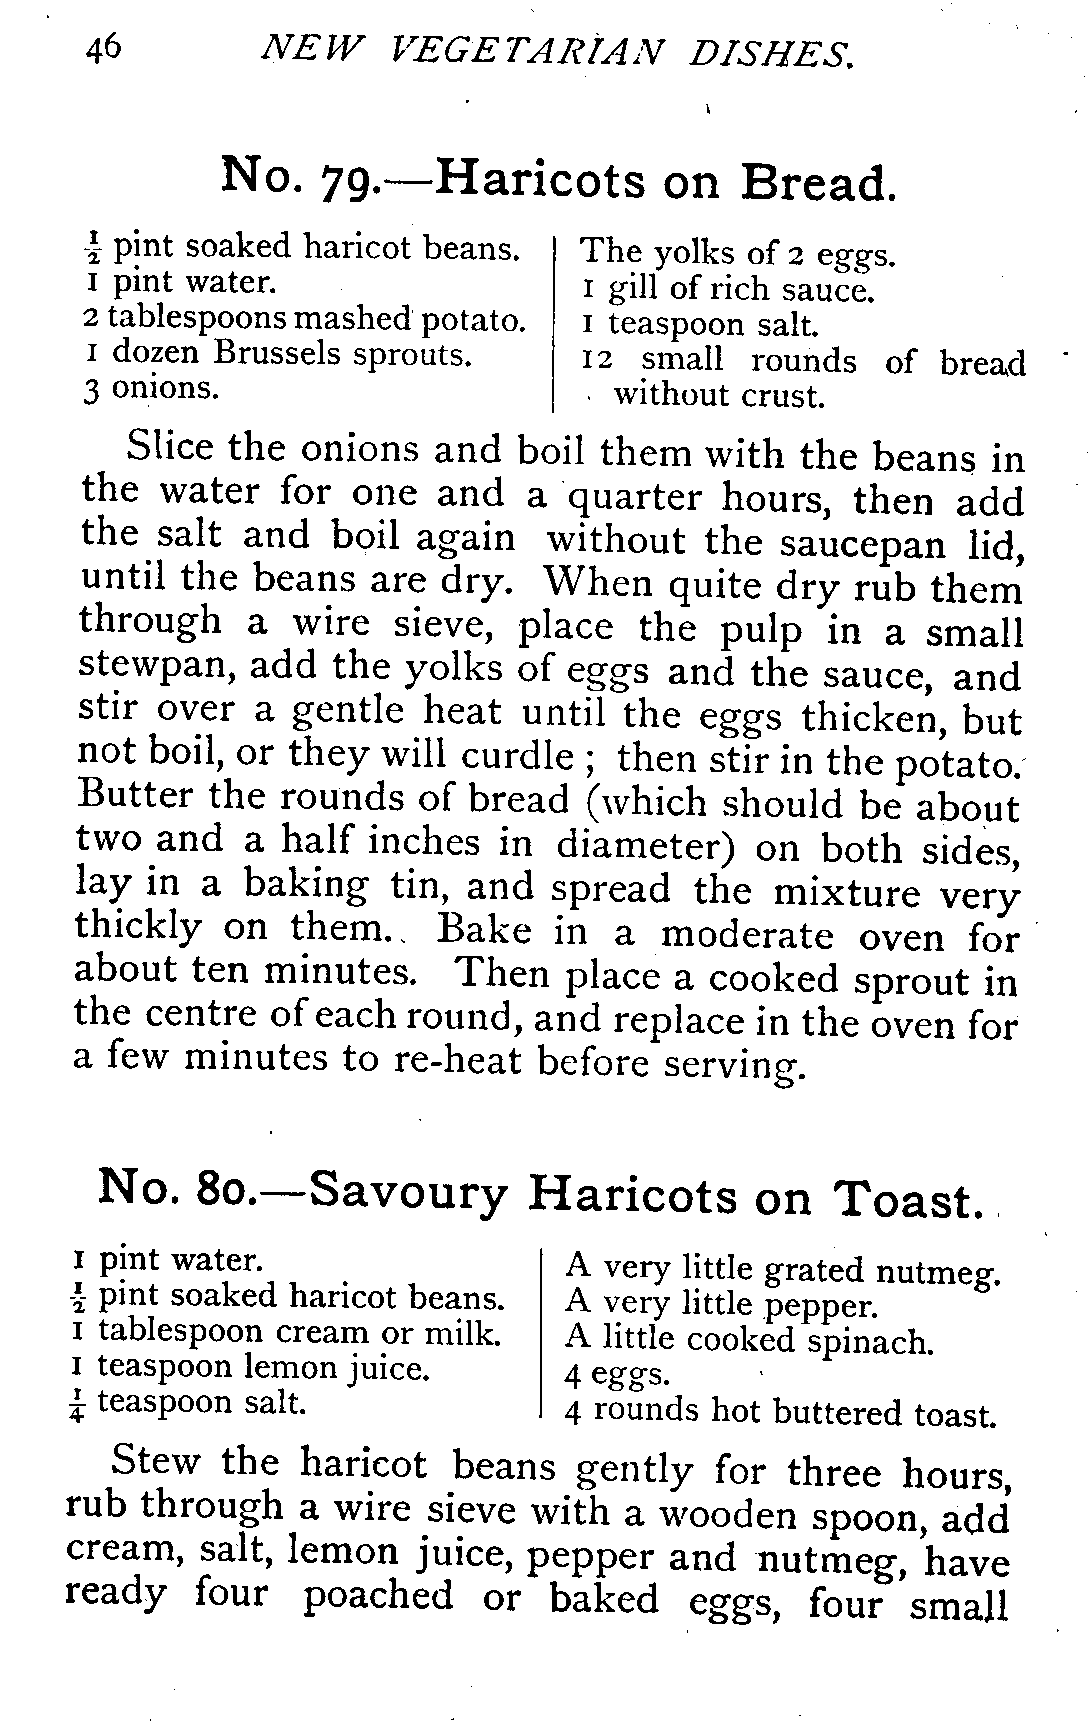 46 NEW VEGETARIAN DISHES.
No. 79.—Haricots on Bread.
½ pint soaked haricot beans.
1 pint water.
2 tablespoons mashed potato.
1 dozen Brussels sprouts.
3 onions.
The yolks of 2 eggs.
1 gill of rich sauce.
1 teaspoon salt.
12 small rounds of bread
without crust.
Slice the onions and boil them with the beans in
the water for one and a quarter hours, then add
the salt and boil again without the saucepan lid,
until the beans are dry. When quite dry rub them
through a wire sieve, place the pulp in a small
stewpan, add the yolks of eggs and the sauce, and
stir over a gentle heat until the eggs thicken, but
not boil, or they will curdle ; then stir in the potato.
Butter the rounds of bread (which should be about
two and a half inches in diameter) on both sides,
lay in a baking tin, and spread the mixture very
thickly on them. Bake in a moderate oven for
about ten minutes. Then place a cooked sprout in
the centre of each round, and replace in the oven for
a few minutes to re-heat before serving.
No. 80.—Savoury Haricots on Toast.
1 pint water.
½ pint soaked haricot beans.
1 tablespoon cream or milk.
1 teaspoon lemon juice.
¼ teaspoon salt.
A very little grated nutmeg.
A very little pepper.
A little cooked spinach.
4 eggs.
4 rounds hot buttered toast.
Stew the haricot beans gently for three hours,
rub through a wire sieve with a wooden spoon, add
cream, salt, lemon juice, pepper and nutmeg, have
ready four poached or baked eggs, four small